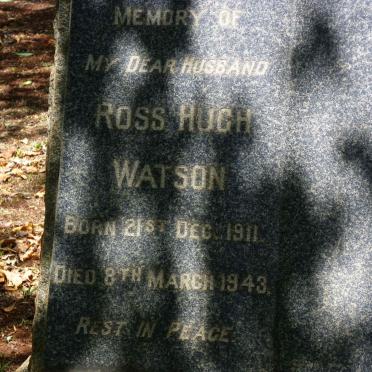 MEMORY OF
MY DEAR HUSBAND
ROSS HUGH
WATSON
BORN 21ST DEC. 1911.
DIED 8TH MARCH 1943.
REST IN PEACE.